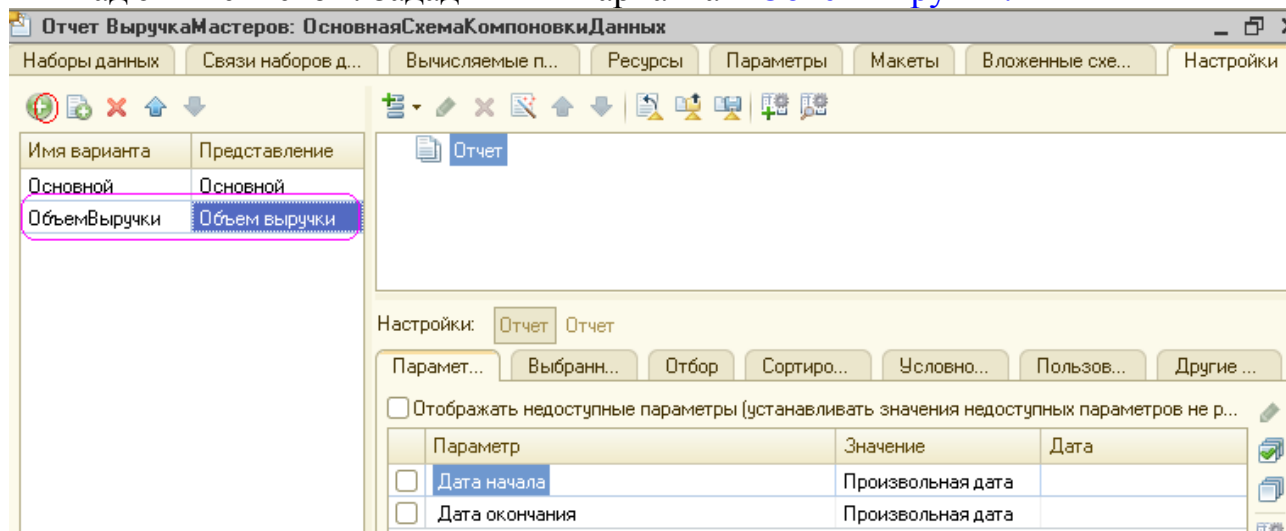 Отчет ВыручкаМастеров: ОсновнаяСхемаКомпоновкиДанных
Наборы данных Связи наборов д... Вычисляемые п... Ресурсы Параметры Макеты Вложенные схе... Настройки
Имя варианта Представление
Отчет
Основной Основной
ОбъемВыручки Объем выручки
Настройки: Отчет Отчет
Парамет... Выбранн... Отбор Сортиро... Условно... Пользов... Другие ...
Отображать недоступные параметры (устанавливать значения недоступных параметров не р...
Параметр Значение Дата
Дата начала Произвольная дата
Дата окончания Произвольная дата